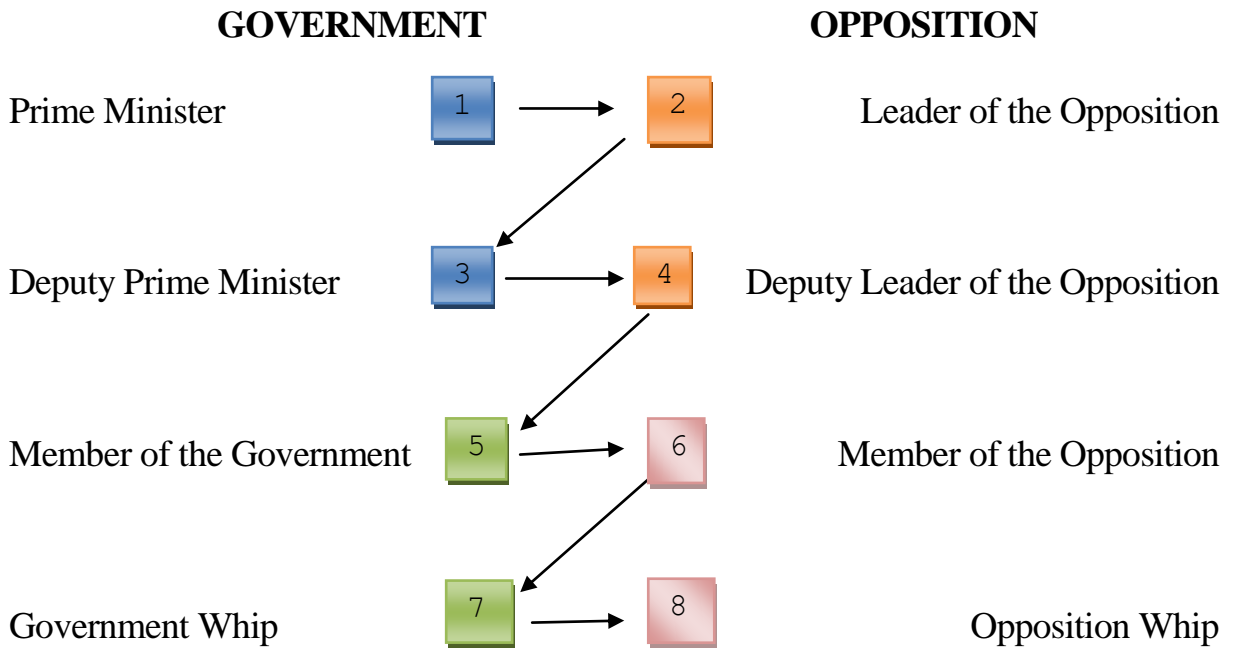 GOVERNMENT OPPOSITION
Prime Minister 1 2 Leader of the Opposition
Deputy Prime Minister 3 4 Deputy Leader of the Opposition
Member of the Government 5 6 Member of the Opposition
Government Whip 7 8 Opposition Whip